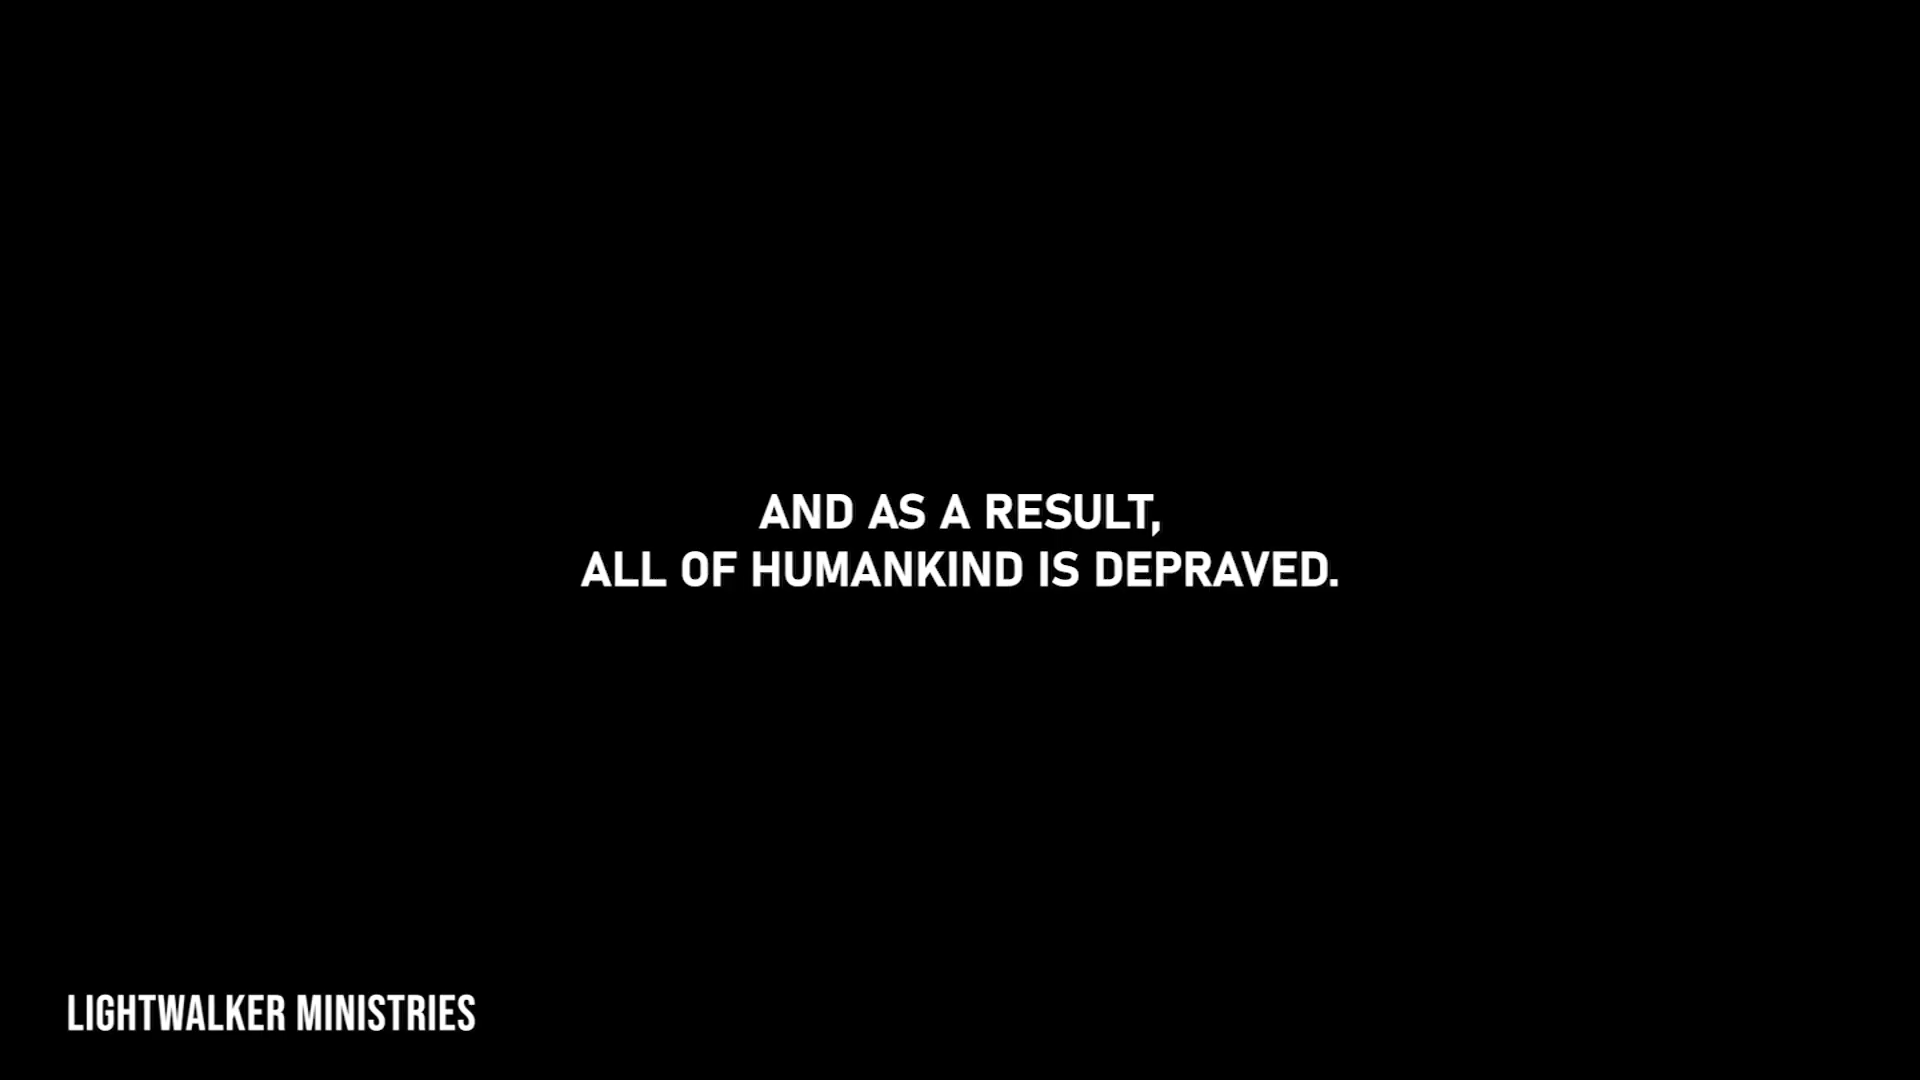 AND AS A RESULT,
ALL OF HUMANKIND IS DEPRAVED.
LIGHTWALKER MINISTRIES